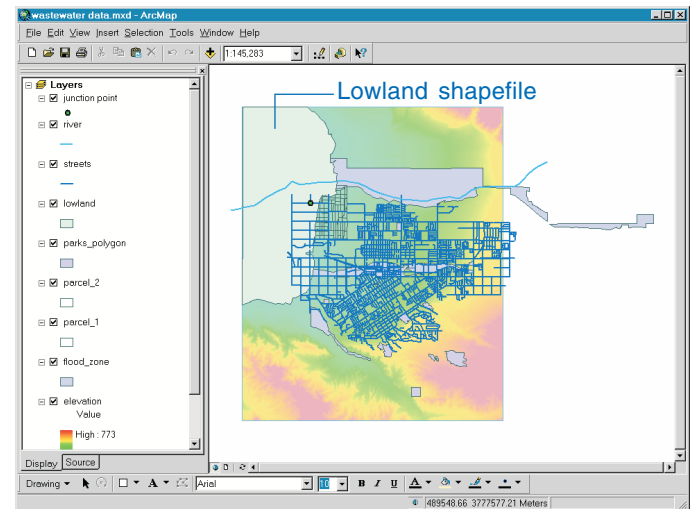 wastewater data.mxd - ArcMap
File Edit View Insert Selection Tools Window Help
1:145,283
Layers
junction point
river
streets
lowland
parks_polygon
parcel_2
parcel_1
flood_zone
elevation
Value
High : 773
Display Source
Lowland shapefile
Drawing A Arial 10 B I U A
489548.66 3777577.21 Meters